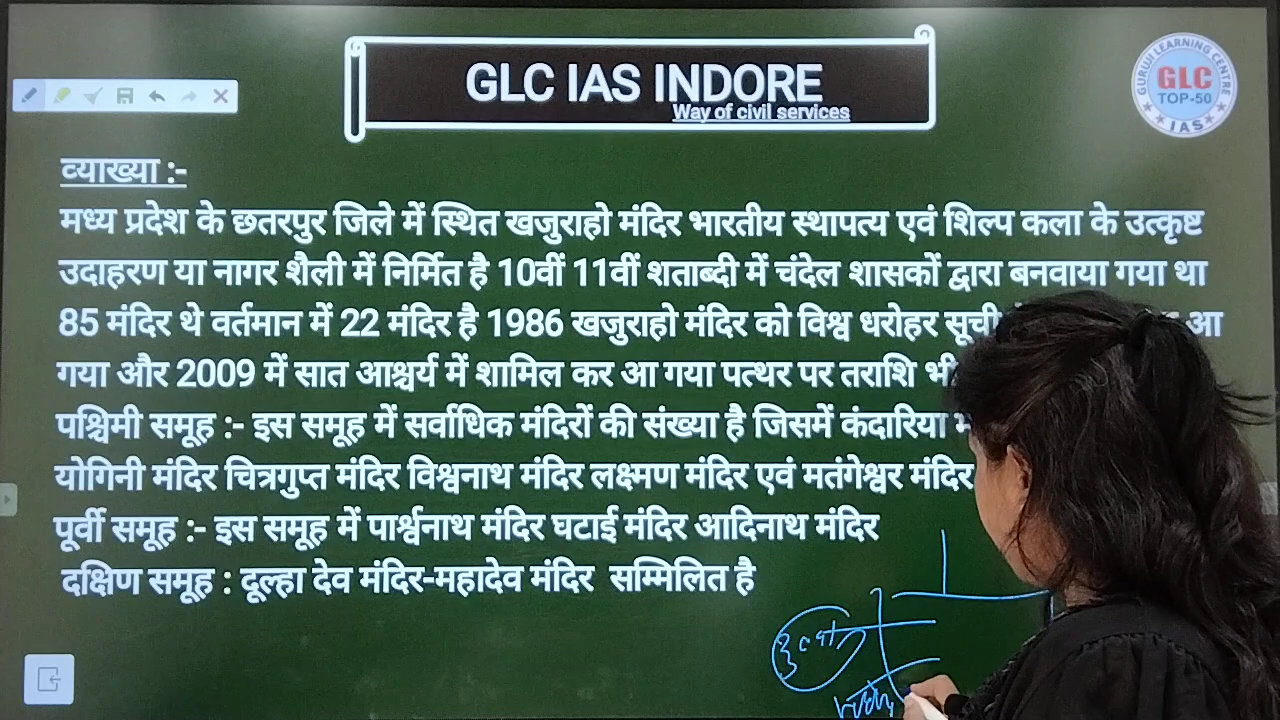 GLC IAS INDORE
Way of civil services
GURUJI LEARNING CENTRE
GLC
TOP-50
IAS
व्याख्या :-
मध्य प्रदेश के छतरपुर जिले में स्थित खजुराहो मंदिर भारतीय स्थापत्य एवं शिल्प कला के उत्कृष्ट
उदाहरण या नागर शैली में निर्मित है 10वीं 11वीं शताब्दी में चंदेल शासकों द्वारा बनवाया गया था
85 मंदिर थे वर्तमान में 22 मंदिर है 1986 खजुराहो मंदिर को विश्व धरोहर सूची आ
गया और 2009 में सात आश्चर्य में शामिल कर आ गया पत्थर पर तराशि भी
पश्चिमी समूह :- इस समूह में सर्वाधिक मंदिरों की संख्या है जिसमें कंदारिया
योगिनी मंदिर चित्रगुप्त मंदिर विश्वनाथ मंदिर लक्ष्मण मंदिर एवं मतंगेश्वर मंदिर
पूर्वी समूह :- इस समूह में पार्श्वनाथ मंदिर घटाई मंदिर आदिनाथ मंदिर
दक्षिण समूह : दूल्हा देव मंदिर-महादेव मंदिर सम्मिलित है